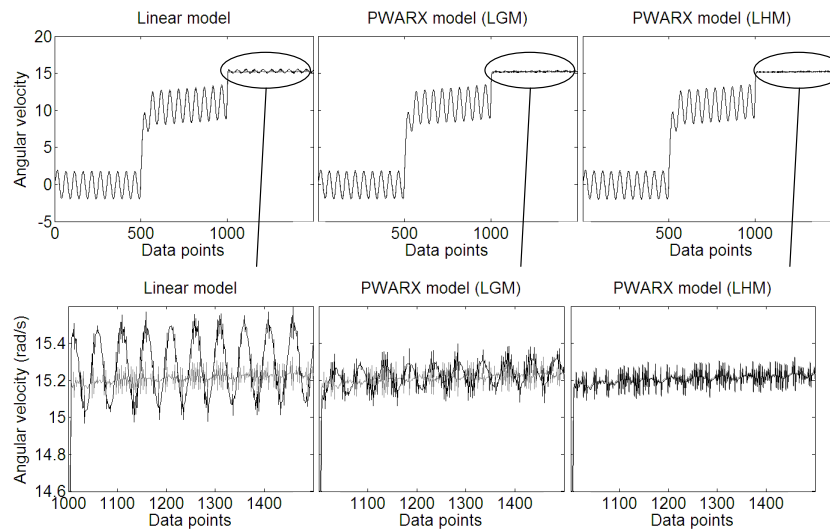 Linear model PWARX model (LGM) PWARX model (LHM)
20
15
10
5
0
-5
Angular velocity
0 500 1000 500 1000 500 1000
Data points Data points Data points
Linear model PWARX model (LGM) PWARX model (LHM)
15.4
15.2
15
14.8
14.6
Angular velocity (rad/s)
1000 1100 1200 1300 1400 1100 1200 1300 1400 1100 1200 1300 1400
Data points Data points Data points